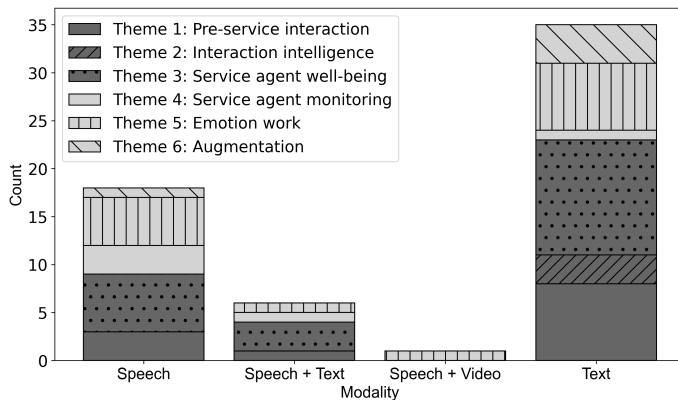 Theme 1: Pre-service interaction
Theme 2: Interaction intelligence
Theme 3: Service agent well-being
Theme 4: Service agent monitoring
Theme 5: Emotion work
Theme 6: Augmentation
35
30
25
20
15
10
5
0
Count
Speech
Speech + Text
Speech + Video
Text
Modality